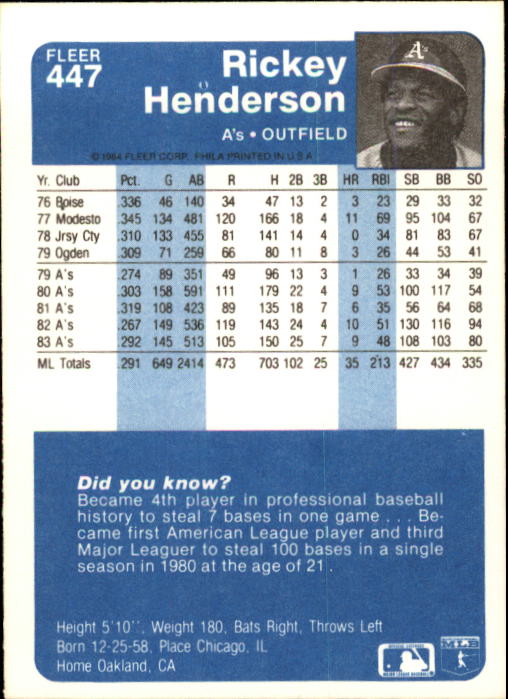 FLEER
447
Rickey
Henderson
A's • OUTFIELD
A's
© 1984 FLEER CORP. PHILA PRINTED IN U.S.A.
Yr. Club Pct. G AB R H 2B 3B HR RBI SB BB SO
76 Boise .336 46 140 34 47 13 2 3 23 29 33 32
77 Modesto .345 134 481 120 166 18 4 11 69 95 104 67
78 Jrsy Cty .310 133 455 81 141 14 4 0 34 81 83 67
79 Ogden .309 71 259 66 80 11 8 3 26 44 53 41
79 A's .274 89 351 49 96 13 3 1 26 33 34 39
80 A's .303 158 591 111 179 22 4 9 53 100 117 54
81 A's .319 108 423 89 135 18 7 6 35 56 64 68
82 A's .267 149 536 119 143 24 4 10 51 130 116 94
83 A's .292 145 513 105 150 25 7 9 48 108 103 80
ML Totals .291 649 2414 473 703 102 25 35 213 427 434 335
Did you know?
Became 4th player in professional baseball
history to steal 7 bases in one game . . . Be-
came first American League player and third
Major Leaguer to steal 100 bases in a single
season in 1980 at the age of 21.
Height 5'10'', Weight 180, Bats Right, Throws Left
Born 12-25-58, Place Chicago, IL
Home Oakland, CA